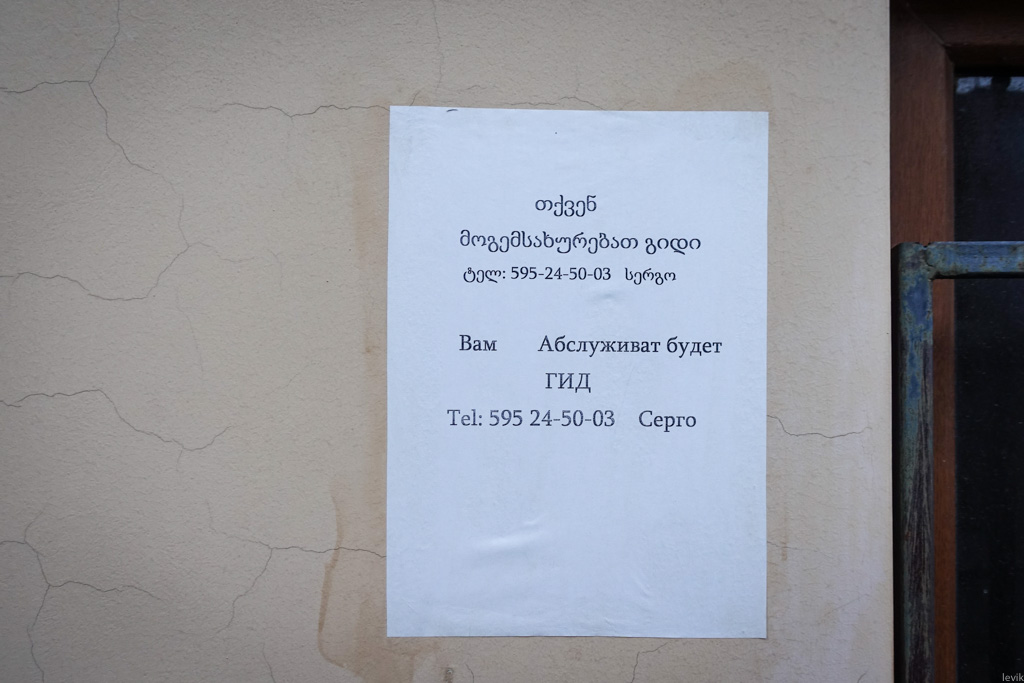 თქვენ
მოგემსახურებათ გიდი
ტელ: 595-24-50-03 სერგო
Вам Абслуживат будет
ГИД
Tel: 595 24-50-03 Серго
levik